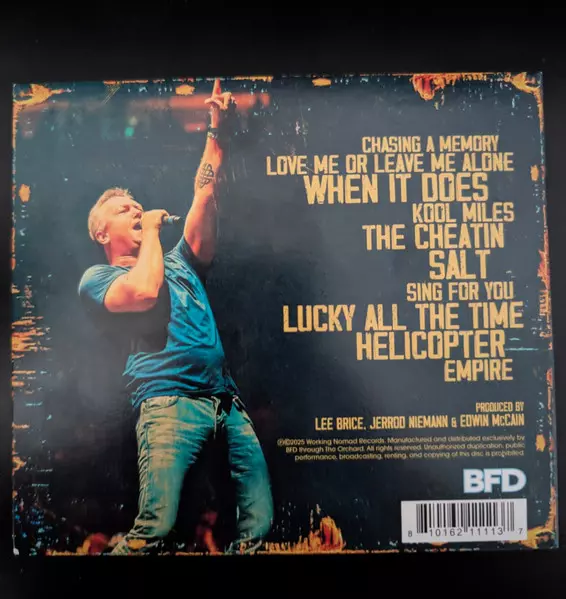 CHASING A MEMORY
LOVE ME OR LEAVE ME ALONE
WHEN IT DOES
KOOL MILES
THE CHEATIN
SALT
SING FOR YOU
LUCKY ALL THE TIME
HELICOPTER
EMPIRE
PRODUCED BY
LEE BRICE, JERROD NIEMANN & EDWIN McCAIN
℗©2025 Working Nomad Records. Manufactured and distributed exclusively by
BFD through The Orchard. All rights reserved. Unauthorized duplication, public
performance, broadcasting, renting, and copying of this disc is prohibited.
BFD
8 10162 11113 7